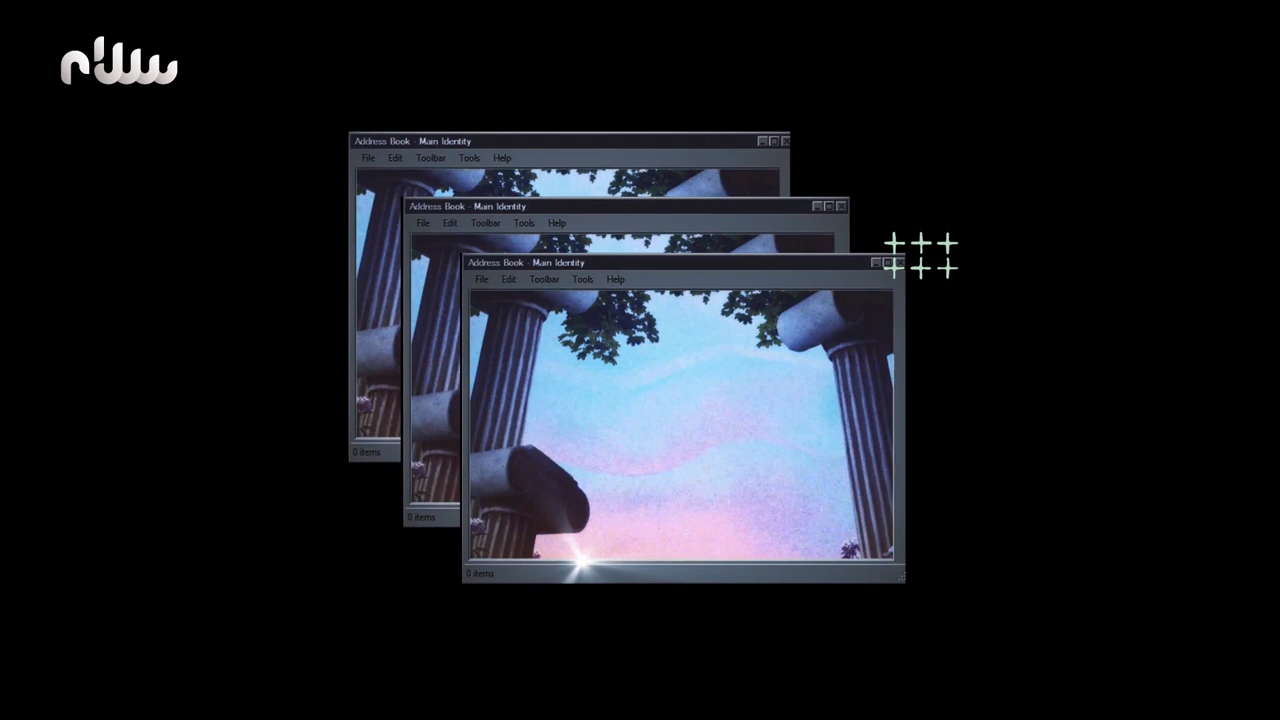 سلام
Address Book - Main Identity
File Edit Toolbar Tools Help
Address Book - Main Identity
File Edit Toolbar Tools Help
Address Book - Main Identity
File Edit Toolbar Tools Help
0 items
0 items
0 items